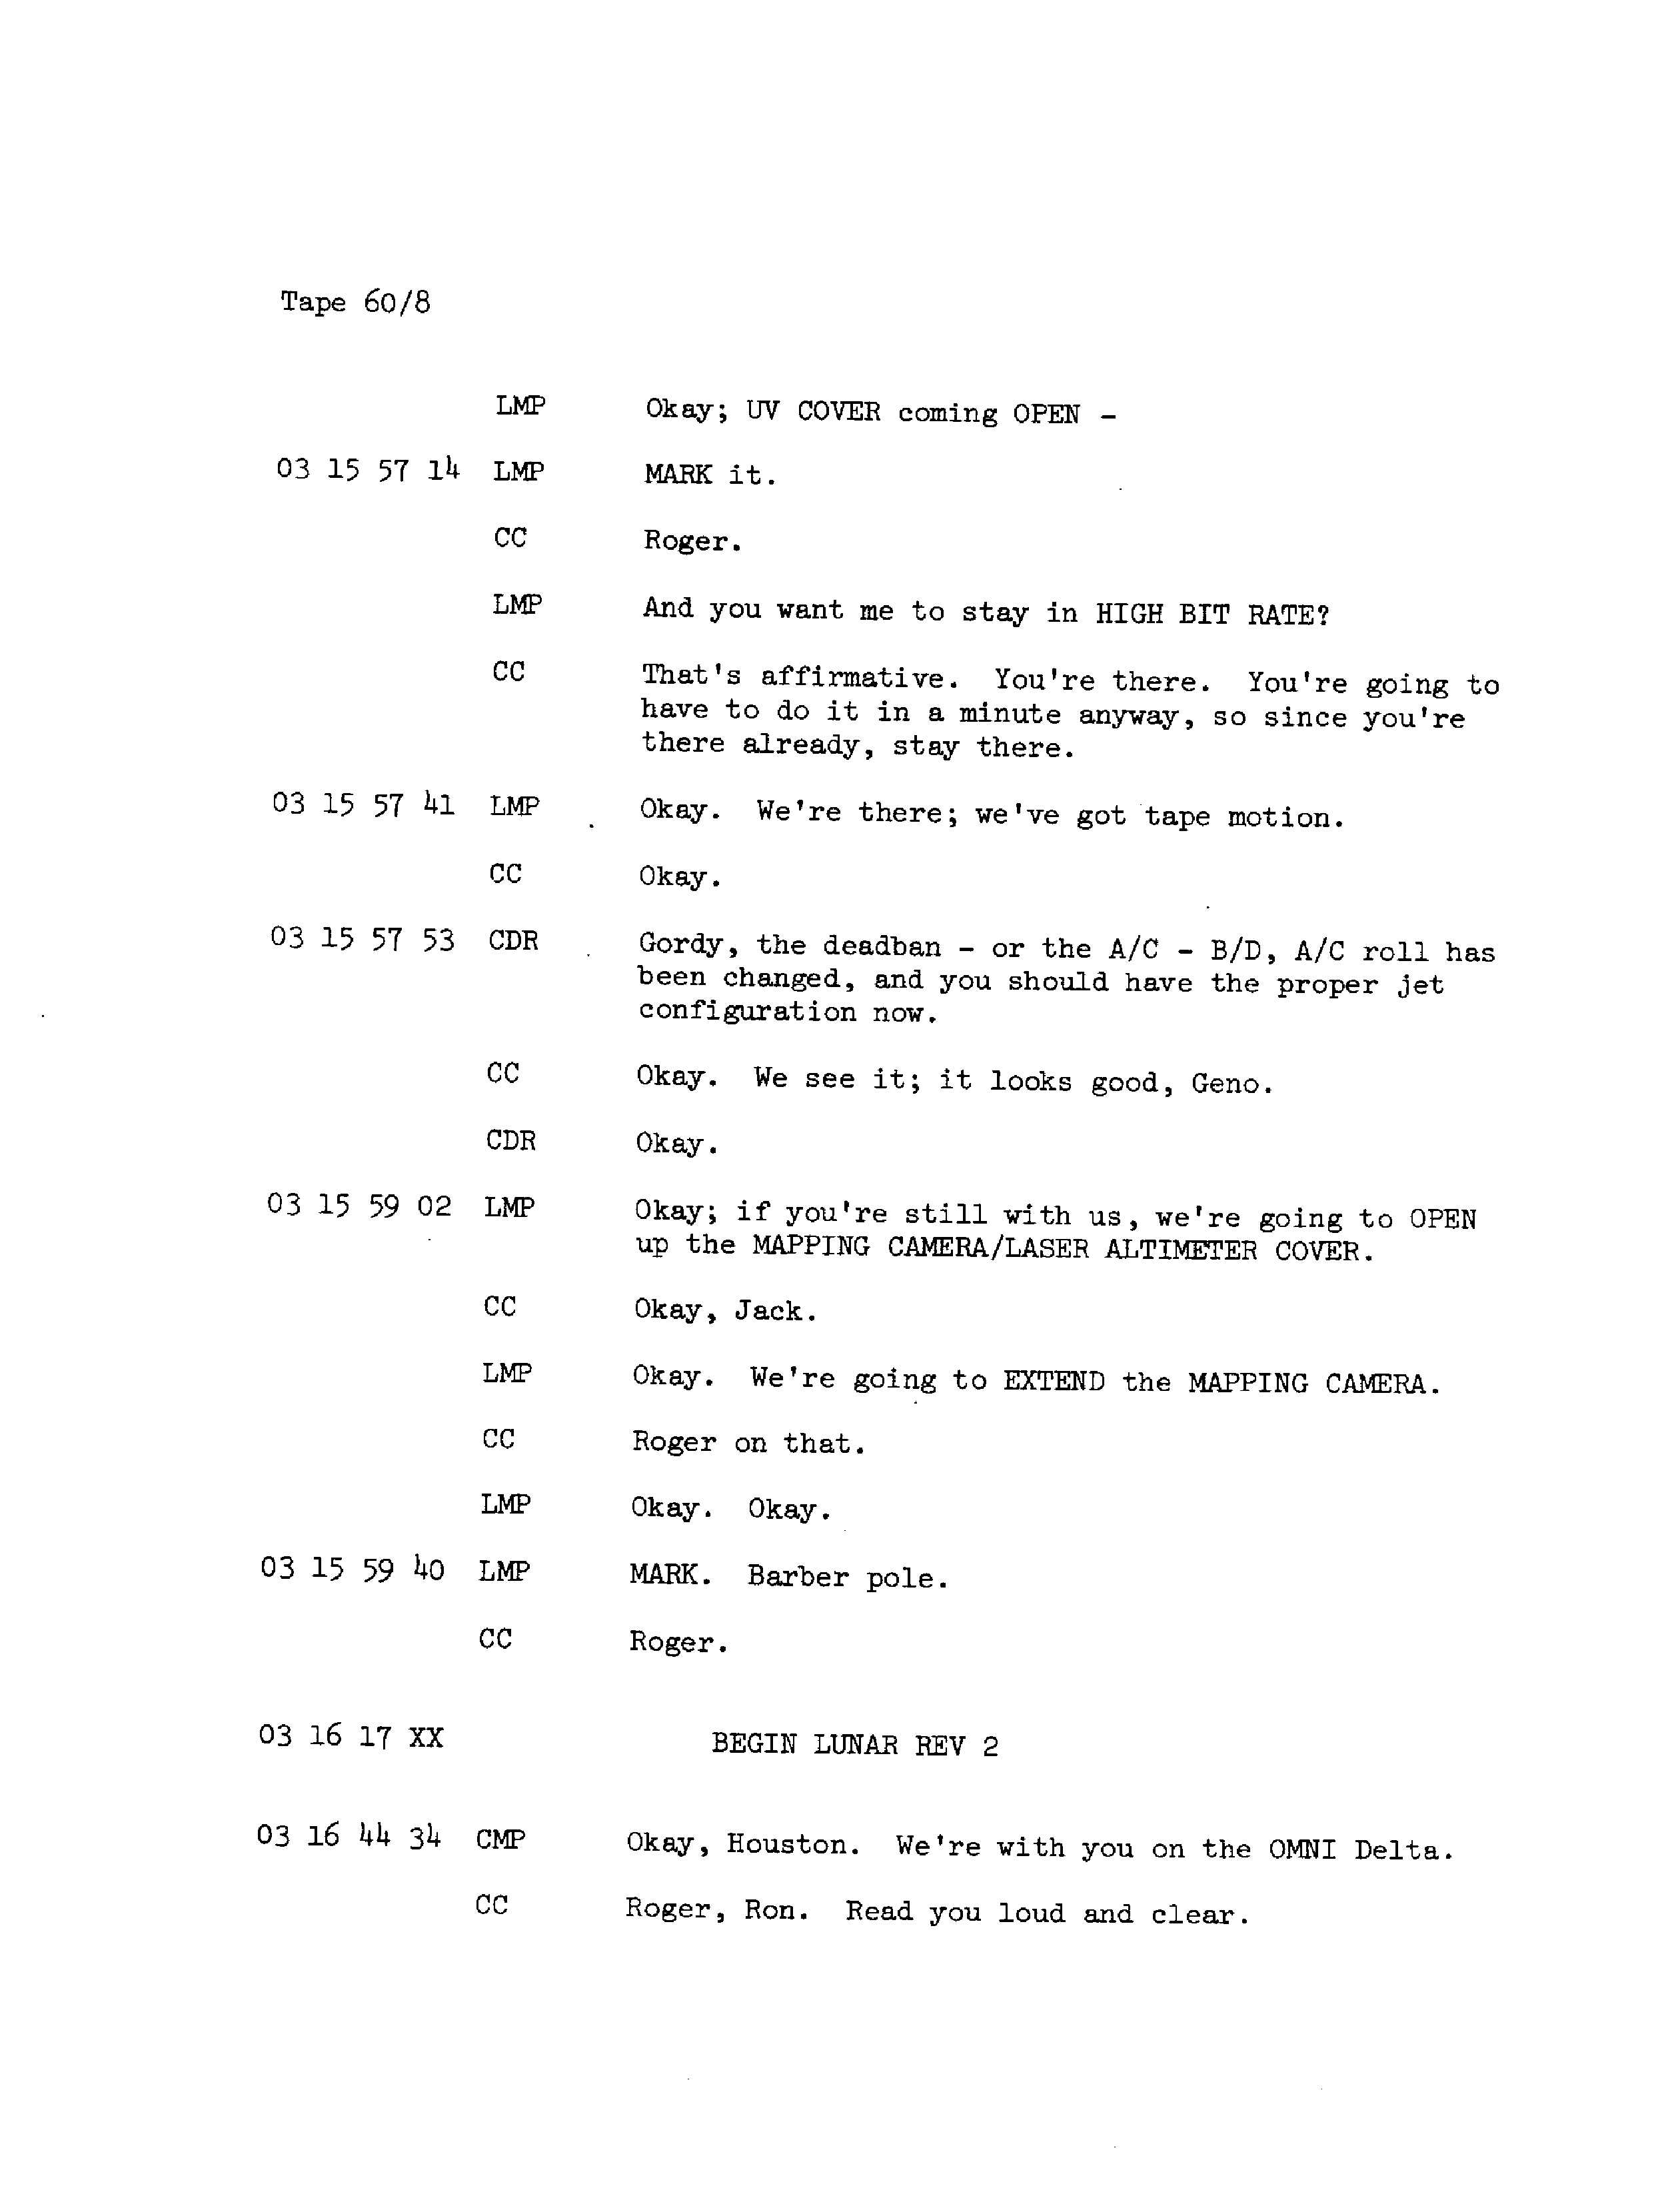 Tape 60/8
LMP Okay; UV COVER coming OPEN -
03 15 57 14 LMP MARK it.
CC Roger.
LMP And you want me to stay in HIGH BIT RATE?
CC That's affirmative. You're there. You're going to
have to do it in a minute anyway, so since you're
there already, stay there.
03 15 57 41 LMP Okay. We're there; we've got tape motion.
CC Okay.
03 15 57 53 CDR Gordy, the deadban - or the A/C - B/D, A/C roll has
been changed, and you should have the proper jet
configuration now.
CC Okay. We see it; it looks good, Geno.
CDR Okay.
03 15 59 02 LMP Okay; if you're still with us, we're going to OPEN
up the MAPPING CAMERA/LASER ALTIMETER COVER.
CC Okay, Jack.
LMP Okay. We're going to EXTEND the MAPPING CAMERA.
CC Roger on that.
LMP Okay. Okay.
03 15 59 40 LMP MARK. Barber pole.
CC Roger.
03 16 17 XX BEGIN LUNAR REV 2
03 16 44 34 CMP Okay, Houston. We're with you on the OMNI Delta.
CC Roger, Ron. Read you loud and clear.